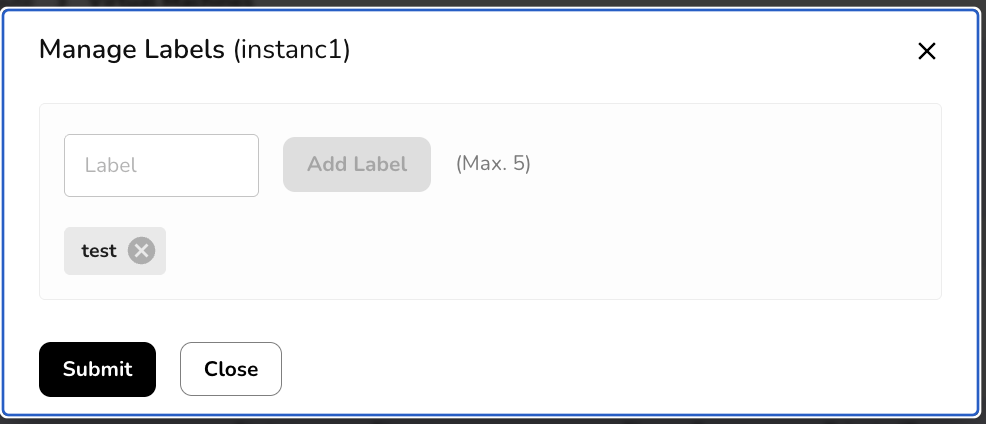 Manage Labels (instanc1)
Label
Add Label
(Max. 5)
test
Submit
Close